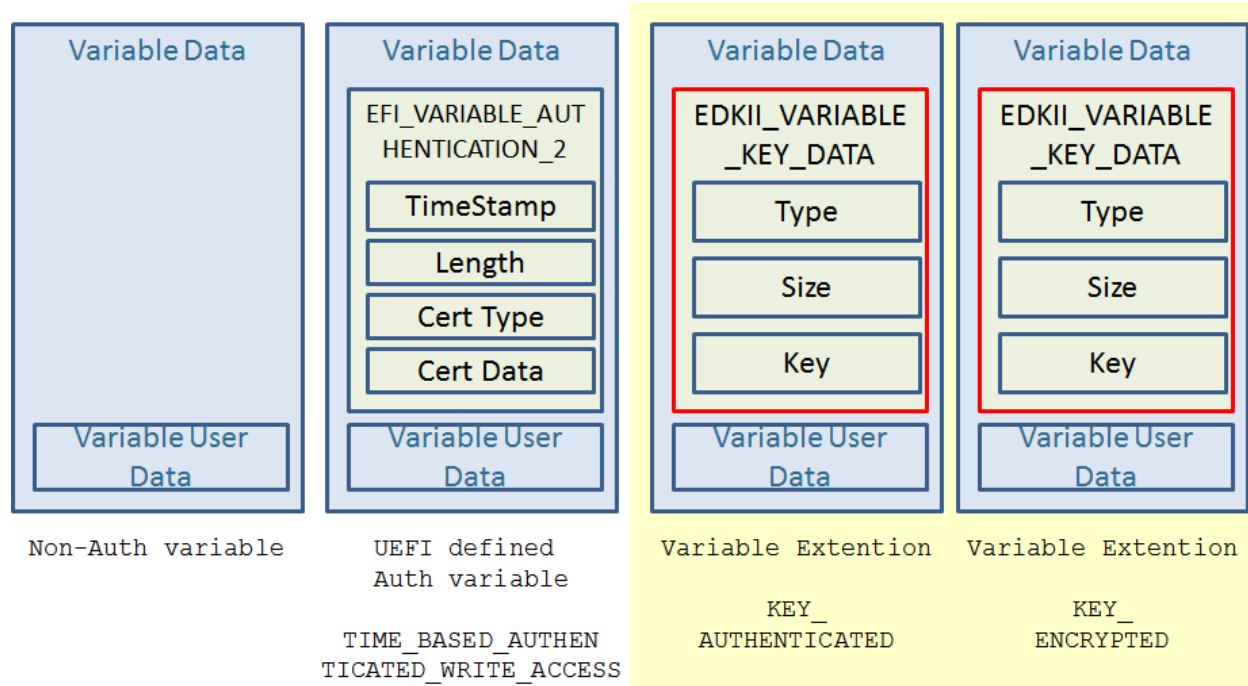 Variable Data
Variable User
Data
Non-Auth variable
Variable Data
EFI_VARIABLE_AUT
HENTICATION_2
TimeStamp
Length
Cert Type
Cert Data
Variable User
Data
UEFI defined
Auth variable
TIME_BASED_AUTHEN
TICATED_WRITE_ACCESS
Variable Data
EDKII_VARIABLE
_KEY_DATA
Type
Size
Key
Variable User
Data
Variable Extention
KEY_
AUTHENTICATED
Variable Data
EDKII_VARIABLE
_KEY_DATA
Type
Size
Key
Variable User
Data
Variable Extention
KEY_
ENCRYPTED